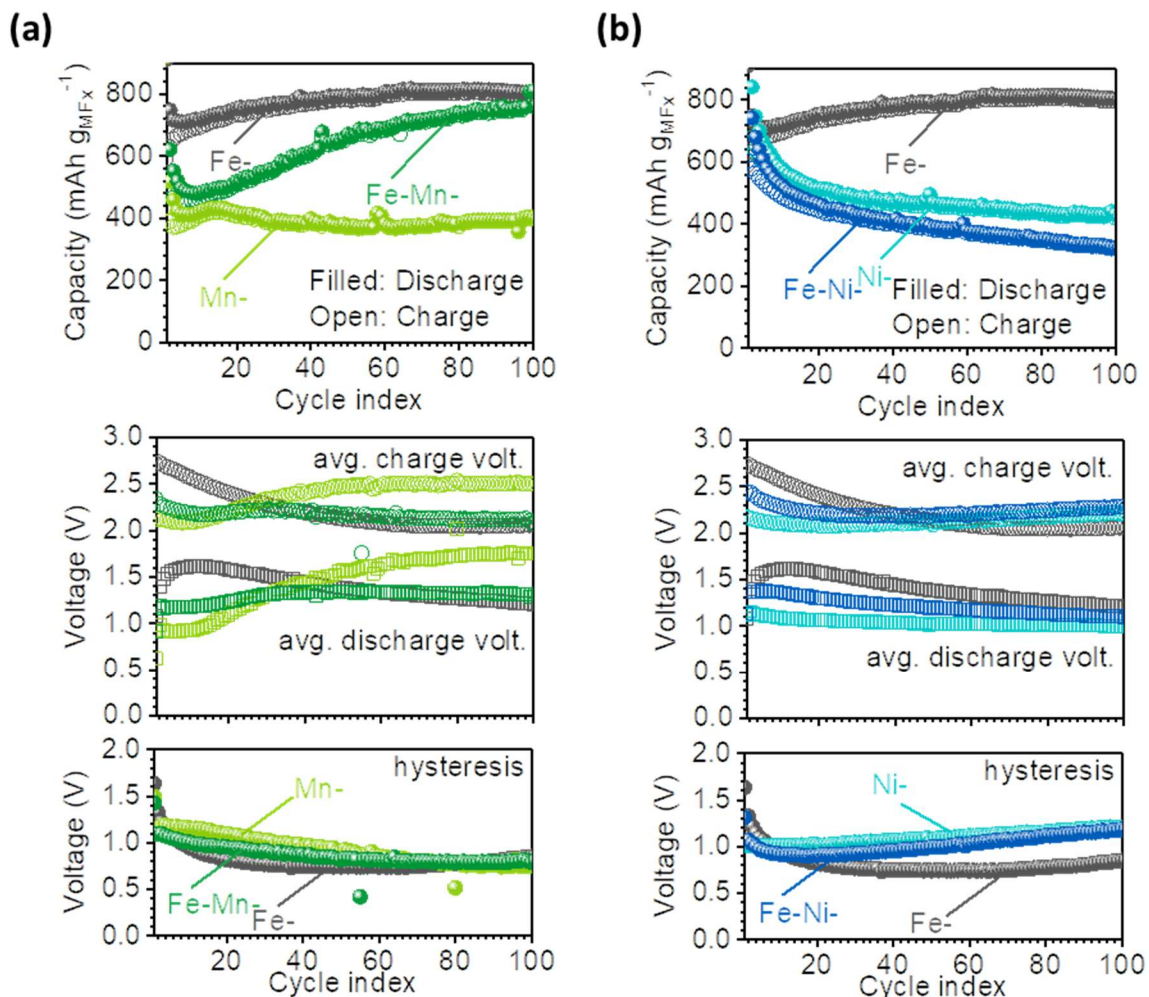 (a)
Capacity (mAh g_MFx^-1)
800
600
400
200
0
Fe-
Fe-Mn-
Mn-
Filled: Discharge
Open: Charge
20 40 60 80 100
Cycle index
Voltage (V)
3.0
2.5
2.0
1.5
1.0
0.5
0.0
avg. charge volt.
avg. discharge volt.
Voltage (V)
2.0
1.5
1.0
0.5
0.0
hysteresis
Mn-
Fe-Mn-
Fe-
0 20 40 60 80 100
Cycle index
(b)
Capacity (mAh g_MFx^-1)
800
600
400
200
0
Fe-
Fe-Ni-
Ni-
Filled: Discharge
Open: Charge
20 40 60 80 100
Cycle index
Voltage (V)
3.0
2.5
2.0
1.5
1.0
0.5
0.0
avg. charge volt.
avg. discharge volt.
Voltage (V)
2.0
1.5
1.0
0.5
0.0
hysteresis
Ni-
Fe-Ni-
Fe-
20 40 60 80 100
Cycle index